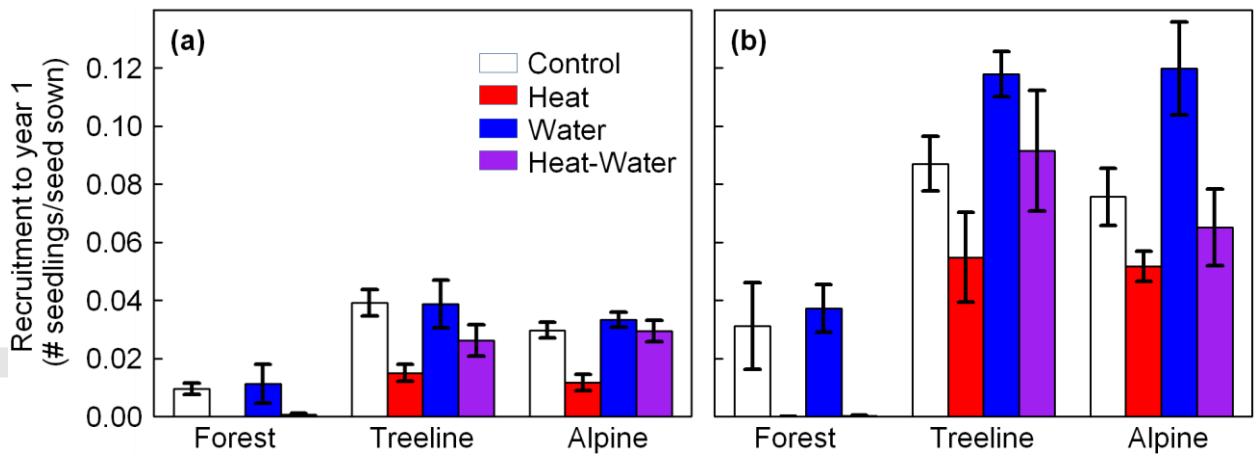 (a)
Control
Heat
Water
Heat-Water
(b)
Recruitment to year 1
(# seedlings/seed sown)
0.12
0.10
0.08
0.06
0.04
0.02
0.00
Forest Treeline Alpine
Forest Treeline Alpine